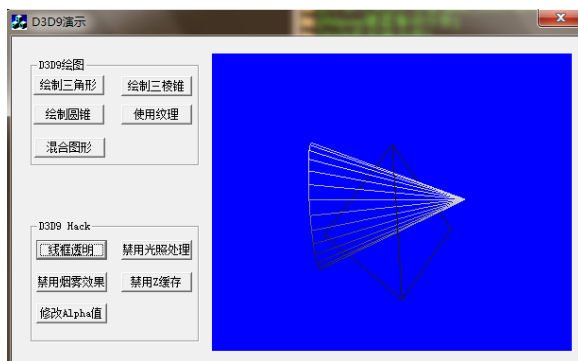 D3D9演示
D3D9绘图
绘制三角形 绘制三棱锥
绘制圆锥 使用纹理
混合图形
D3D9 Hack
线框透明 禁用光照处理
禁用烟雾效果 禁用Z缓存
修改Alpha值